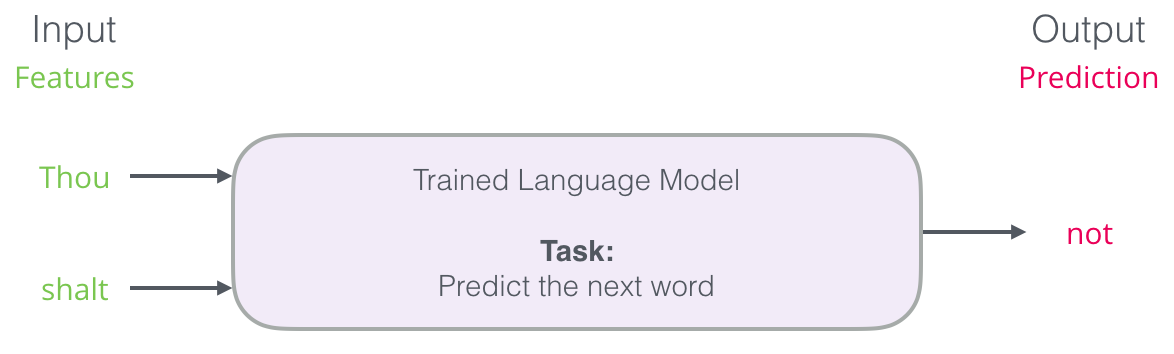 Input
Output
Features
Prediction
Thou
shalt
Trained Language Model
Task:
Predict the next word
not